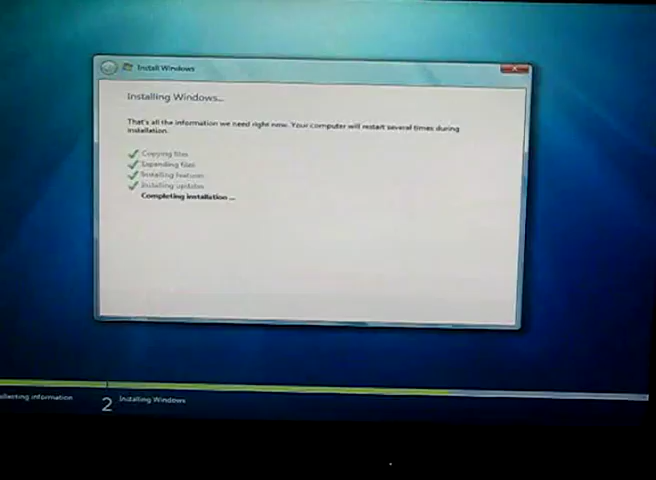 Install Windows
Installing Windows...
That's all the information we need right now. Your computer will restart several times during
installation.
Copying files
Expanding files
Installing features
Installing updates
Completing installation ...
ollecting information
2 Installing Windows